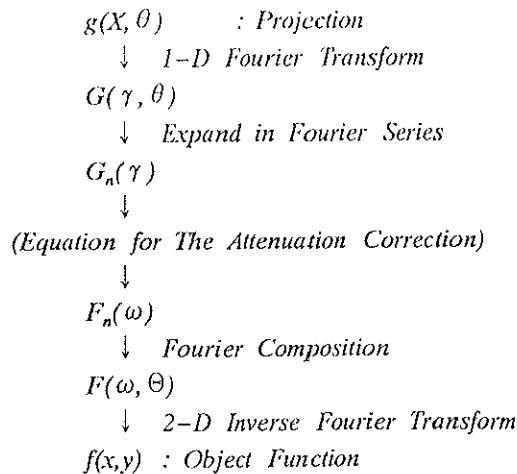 g(X, θ) : Projection
↓ 1-D Fourier Transform
G(γ, θ)
↓ Expand in Fourier Series
Gₙ(γ)
↓
(Equation for The Attenuation Correction)
↓
Fₙ(ω)
↓ Fourier Composition
F(ω, Θ)
↓ 2-D Inverse Fourier Transform
f(x,y) : Object Function